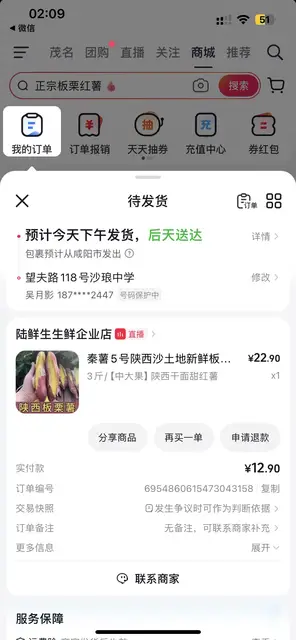 02:09
51
微信
茂名 团购 直播 关注 商城 推荐
正宗板栗红薯 搜索
我的订单 订单报销 天天抽券 充值中心 券红包
待发货 订单
预计今天下午发货，后天送达 详情
包裹预计从咸阳市发出
望夫路118号沙琅中学 修改
吴月影 187****2447 号码保护中
陆鲜生生鲜企业店 直播
秦薯5号陕西沙土地新鲜板... ¥22.90
3斤/【中大果】陕西干面甜红薯 x1
陕西板栗薯
分享商品 再买一单 申请退款
实付款 ¥12.90
订单编号 6954860615473043158 复制
交易快照 发生争议时可作为判断依据
订单备注 无备注，可联系商家补充
更多信息 展开
联系商家
服务保障